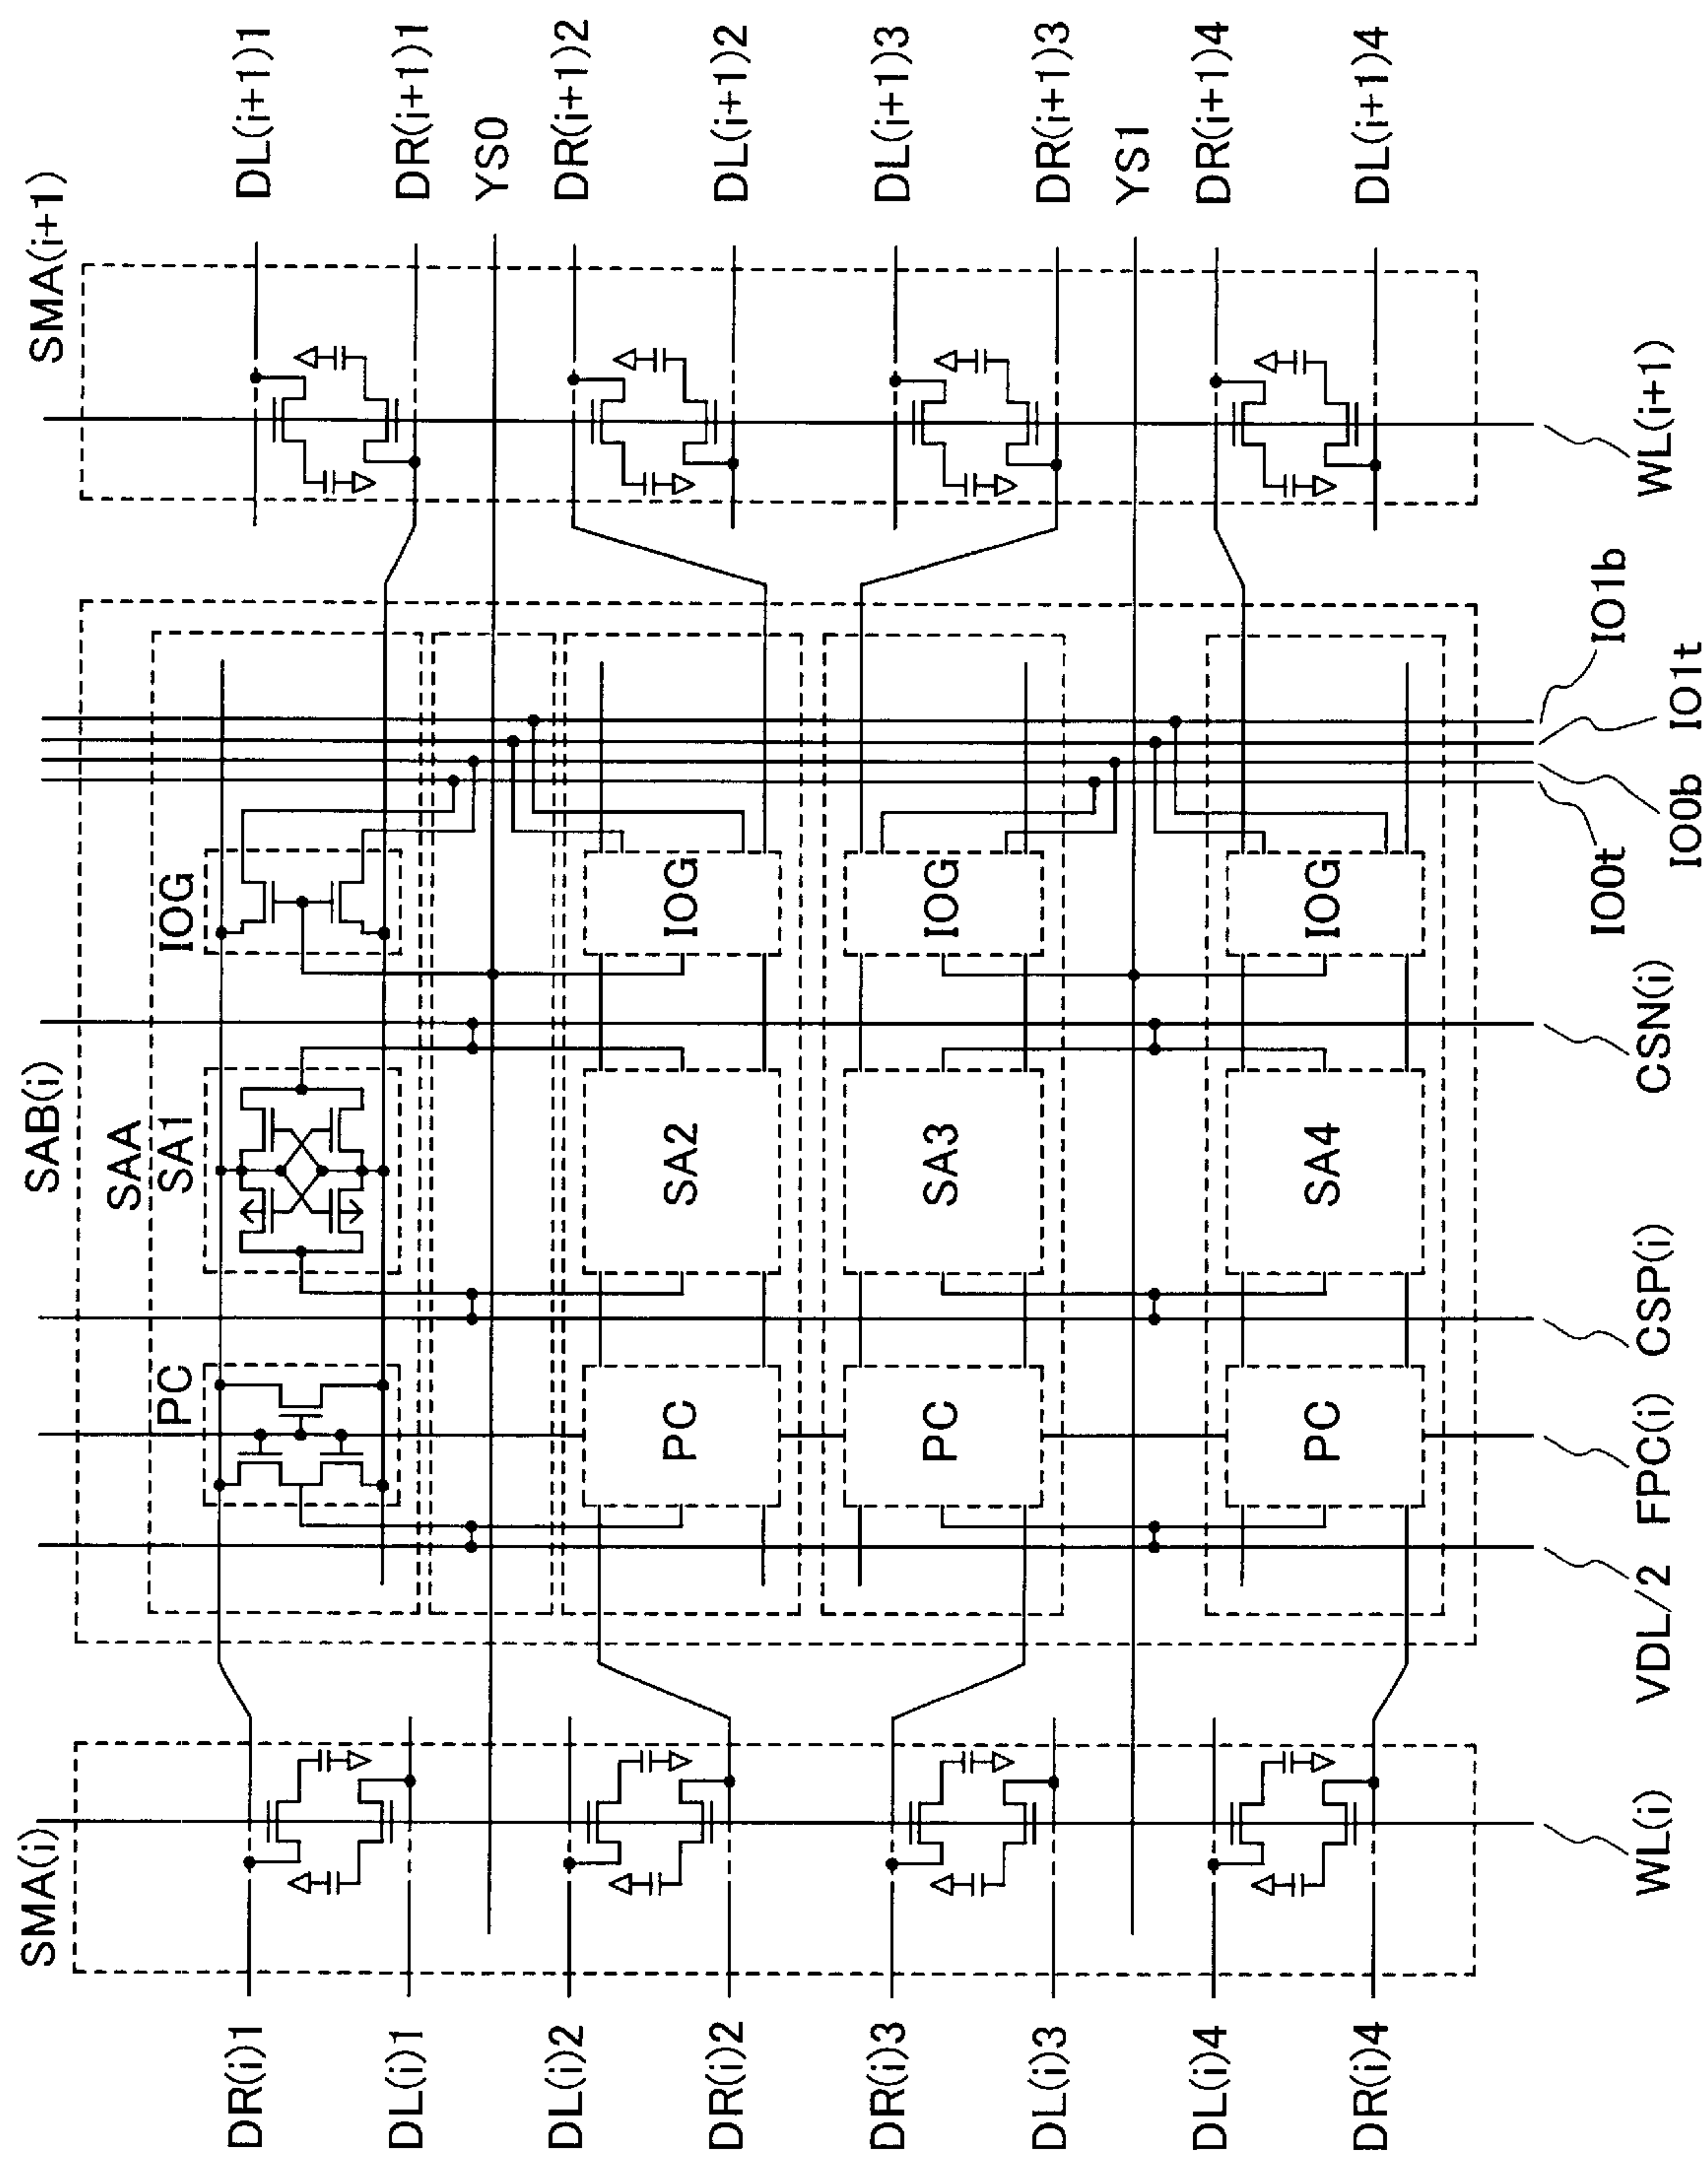 SMA(i)
SAB(i)
SMA(i+1)
DR(i)1
DL(i)1
DL(i)2
DR(i)2
DR(i)3
DL(i)3
DL(i)4
DR(i)4
SAA
PC
SA1
IOG
PC
SA2
IOG
PC
SA3
IOG
PC
SA4
IOG
DL(i+1)1
DR(i+1)1
YS0
DR(i+1)2
DL(i+1)2
DL(i+1)3
DR(i+1)3
YS1
DR(i+1)4
DL(i+1)4
WL(i)
VDL/2
FPC(i)
CSP(i)
CSN(i)
IO0t
IO0b
IO1t
IO1b
WL(i+1)